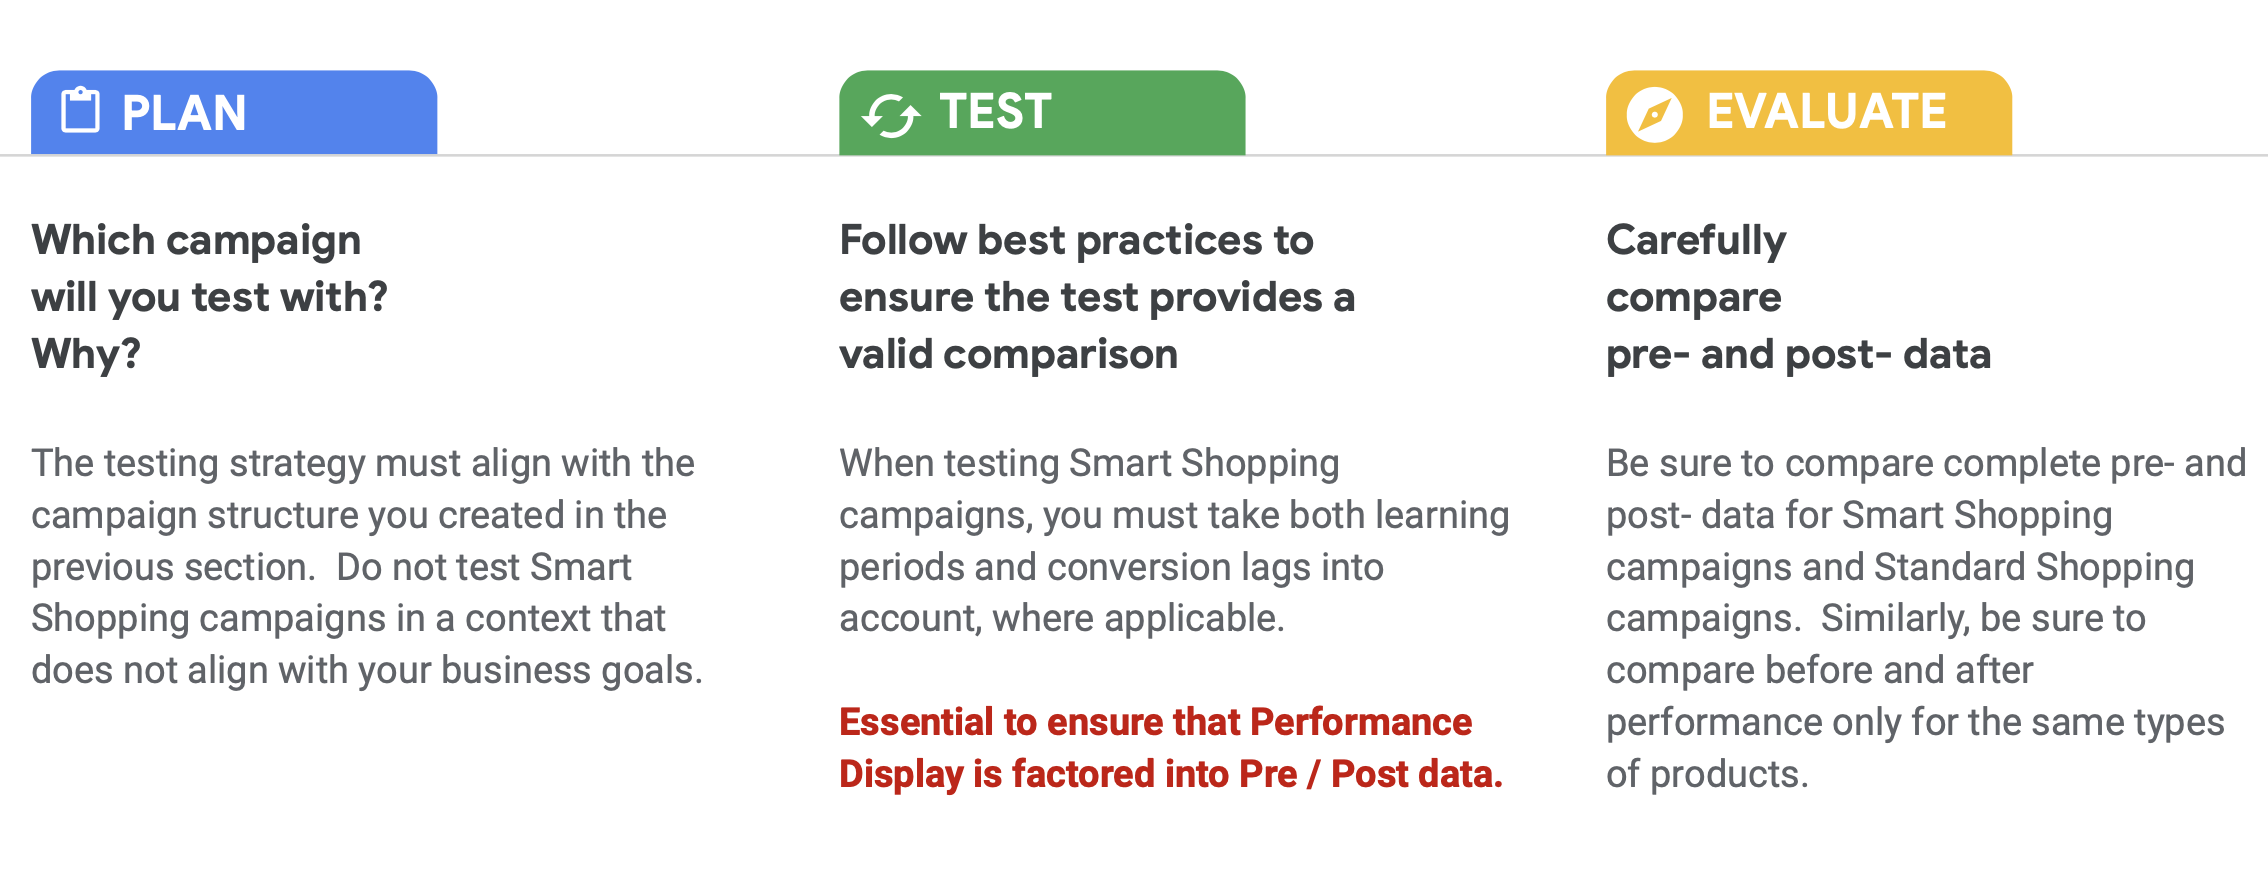 PLAN
Which campaign
will you test with?
Why?
The testing strategy must align with the
campaign structure you created in the
previous section.  Do not test Smart
Shopping campaigns in a context that
does not align with your business goals.
TEST
Follow best practices to
ensure the test provides a
valid comparison
When testing Smart Shopping
campaigns, you must take both learning
periods and conversion lags into
account, where applicable.
Essential to ensure that Performance
Display is factored into Pre / Post data.
EVALUATE
Carefully
compare
pre- and post- data
Be sure to compare complete pre- and
post- data for Smart Shopping
campaigns and Standard Shopping
campaigns.  Similarly, be sure to
compare before and after
performance only for the same types
of products.